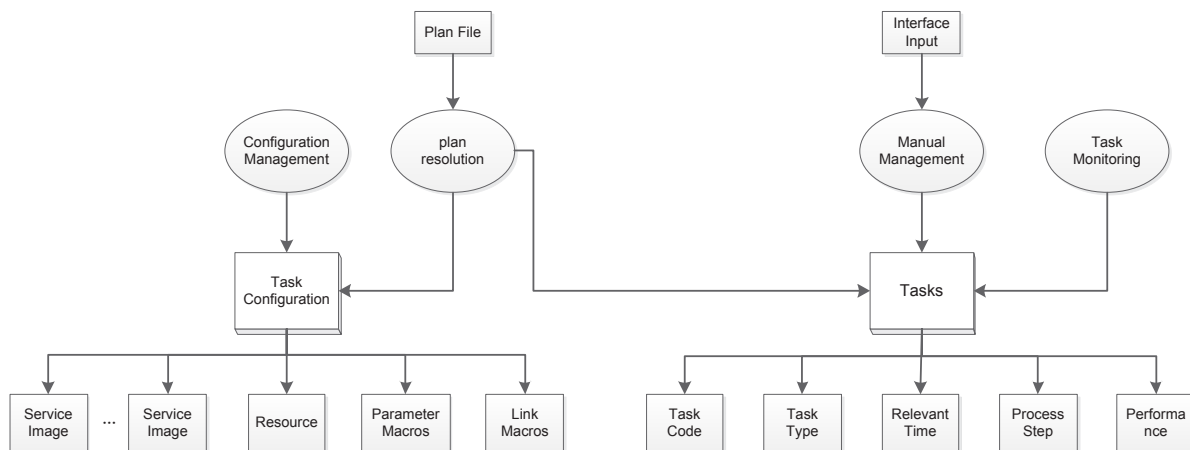 Plan File
Interface
Input
Configuration
Management
plan
resolution
Manual
Management
Task
Monitoring
Task
Configuration
Tasks
Service
Image
...
Service
Image
Resource
Parameter
Macros
Link
Macros
Task
Code
Task
Type
Relevant
Time
Process
Step
Performa
nce